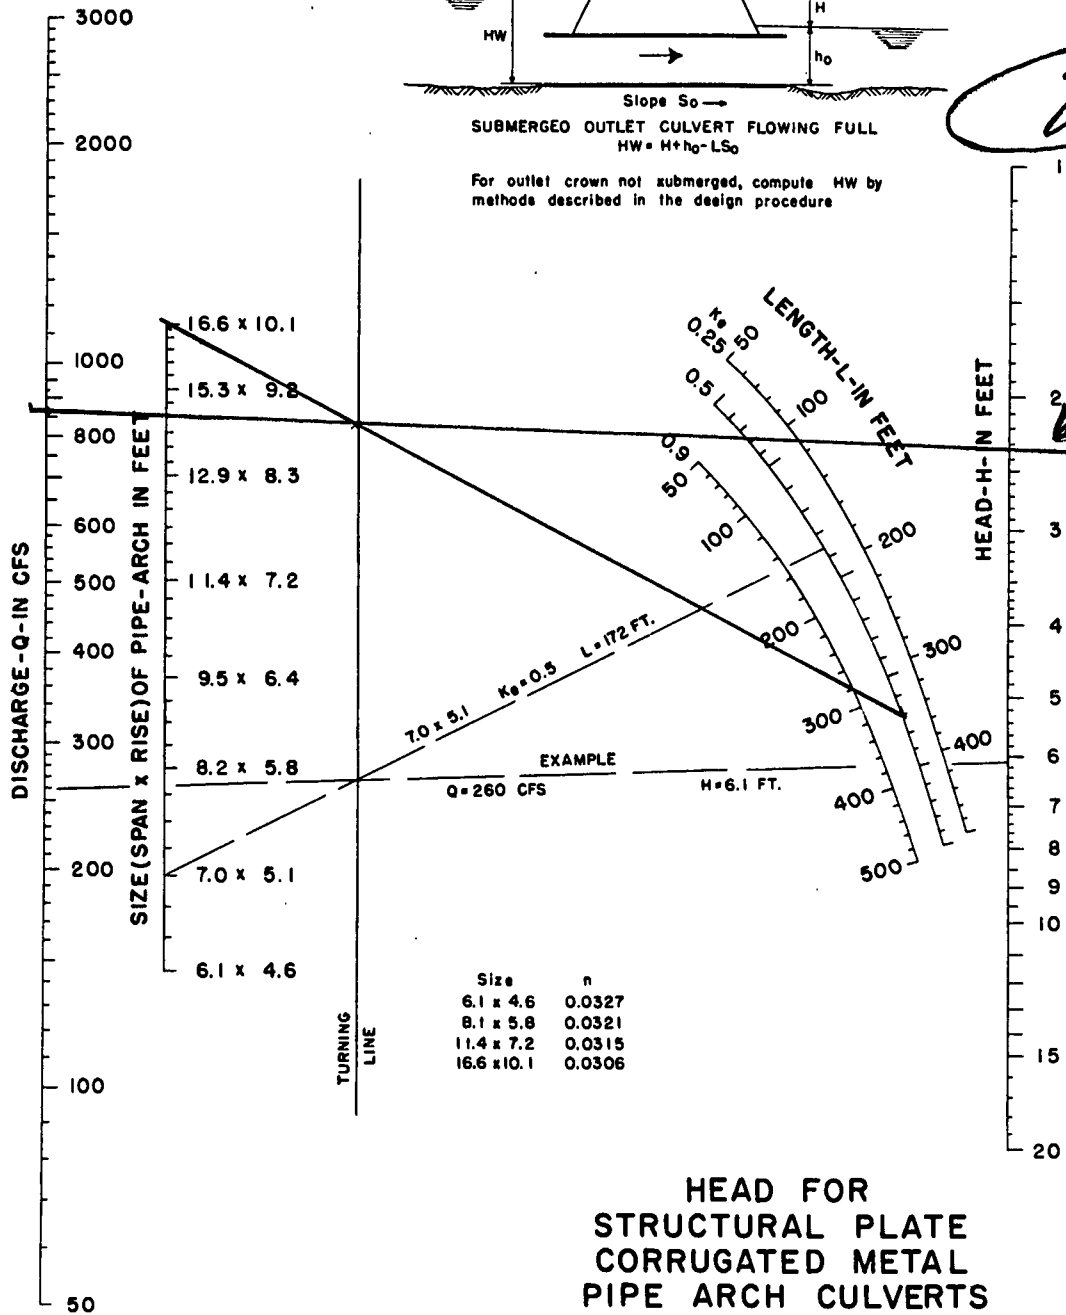 3000
2000
1000
800
600
500
400
300
200
100
50
DISCHARGE-Q-IN CFS
HW
H
ho
Slope So
SUBMERGEO OUTLET CULVERT FLOWING FULL
HW= H+ho-LSo
For outlet crown not submerged, compute HW by
methods described in the design procedure
SIZE(SPAN x RISE)OF PIPE-ARCH IN FEET
16.6 x 10.1
15.3 x 9.2
12.9 x 8.3
11.4 x 7.2
9.5 x 6.4
8.2 x 5.8
7.0 x 5.1
6.1 x 4.6
TURNING
LINE
LENGTH-L-IN FEET
Ke
0.25
50
100
200
300
400
0.5
0.9
50
100
200
300
400
500
7.0 x 5.1 Ke=0.5 L=172 FT.
EXAMPLE
Q=260 CFS H=6.1 FT.
HEAD-H-IN FEET
1
2
3
4
5
6
7
8
9
10
15
20
Size n
6.1 x 4.6 0.0327
8.1 x 5.8 0.0321
11.4 x 7.2 0.0315
16.6 x10.1 0.0306
HEAD FOR
STRUCTURAL PLATE
CORRUGATED METAL
PIPE ARCH CULVERTS